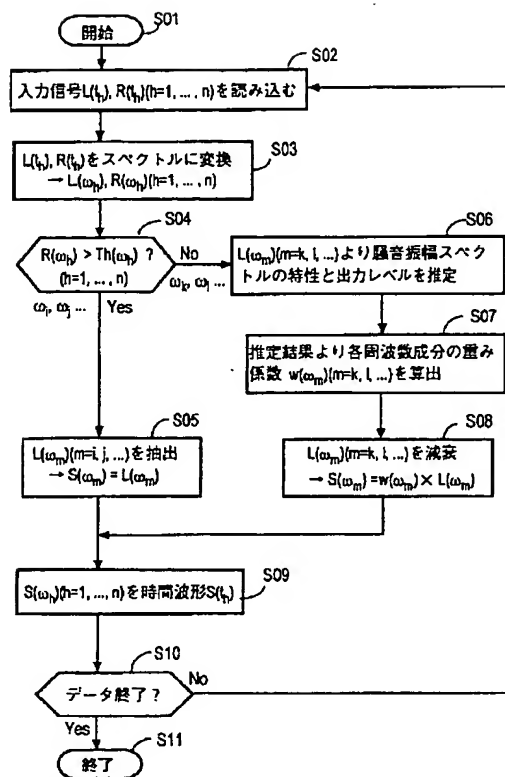 S01
開始
S02
入力信号L(tₕ), R(tₕ)(h=1, ... , n)を読み込む
S03
L(tₕ), R(tₕ)をスペクトルに変換
→ L(ωₕ), R(ωₕ)(h=1, ... , n)
S04
R(ωₕ) > Th(ωₕ) ?
(h=1, ... , n)
No
ωₖ, ωₗ ...
ωᵢ, ωⱼ ...
Yes
S06
L(ωₘ)(m=k, l, ...)より騒音振幅スペ
クトルの特性と出力レベルを推定
S07
推定結果より各周波数成分の重み
係数 w(ωₘ)(m=k, l, ...)を算出
S05
L(ωₘ)(m=i, j, ...)を抽出
→ S(ωₘ) = L(ωₘ)
S08
L(ωₘ)(m=k, l, ...)を減衰
→ S(ωₘ) = w(ωₘ) × L(ωₘ)
S09
S(ωₕ)(h=1, ..., n)を時間波形S(tₕ)
S10
データ終了 ?
No
Yes
S11
終了